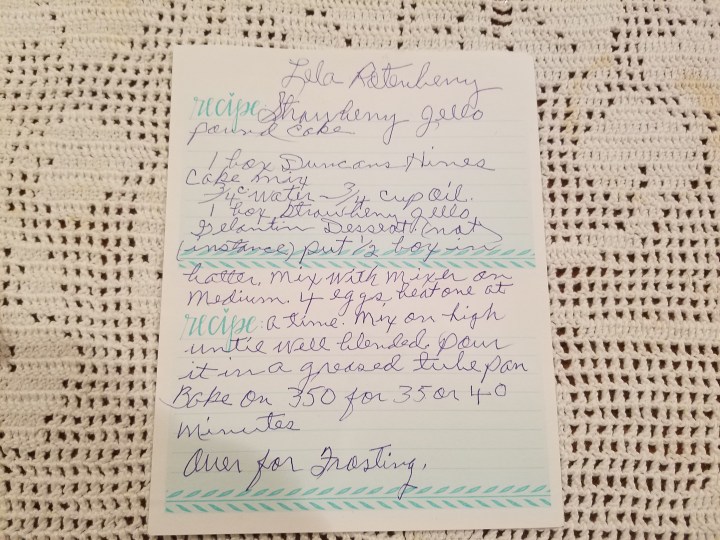 Lela Rotenberry
recipe: Strawberry Jello
pound cake
1 box Duncans Hines
Cake mix
3/4 c water - 3/4 cup oil.
1 box Strawberry Jello
Gelantin Dessert (not
(instance) put 1/2 box in
batter. Mix with mixer on
Medium. 4 eggs, beat one at
recipe: a time. Mix on high
untie well blended. Pour
it in a greased tube pan
Bake on 350 for 35 or 40
minutes
Over for Frosting.